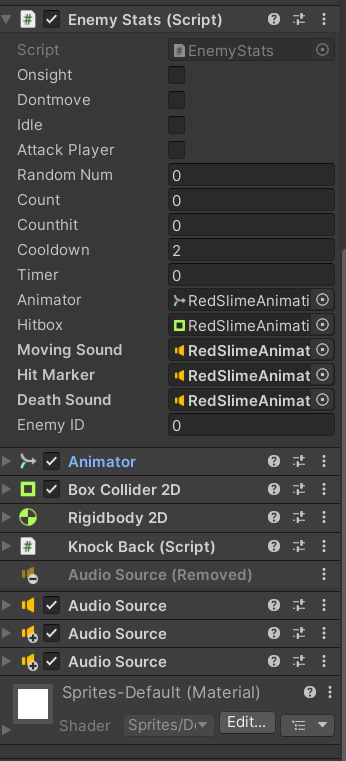 Enemy Stats (Script)
Script EnemyStats
Onsight
Dontmove
Idle
Attack Player
Random Num 0
Count 0
Counthit 0
Cooldown 2
Timer 0
Animator RedSlimeAnimati
Hitbox RedSlimeAnimati
Moving Sound RedSlimeAnimat
Hit Marker RedSlimeAnimat
Death Sound RedSlimeAnimat
Enemy ID 0
Animator
Box Collider 2D
Rigidbody 2D
Knock Back (Script)
Audio Source (Removed)
Audio Source
Audio Source
Audio Source
Sprites-Default (Material)
Shader Sprites/D Edit...